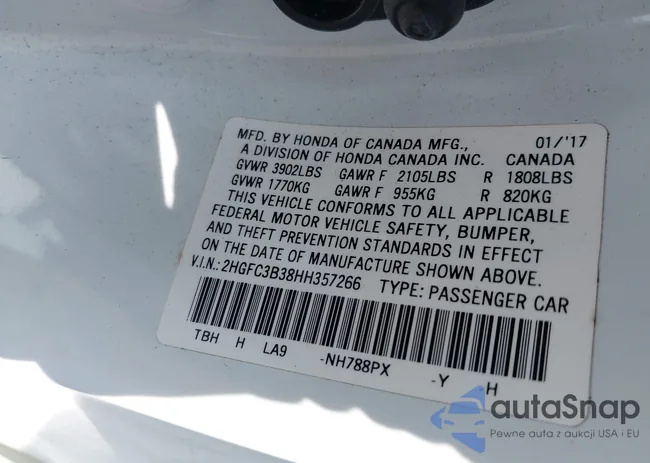 MFD. BY HONDA OF CANADA MFG., 01/'17
A DIVISION OF HONDA CANADA INC. CANADA
GVWR 3902LBS GAWR F 2105LBS R 1808LBS
GVWR 1770KG GAWR F 955KG R 820KG
THIS VEHICLE CONFORMS TO ALL APPLICABLE
FEDERAL MOTOR VEHICLE SAFETY, BUMPER,
AND THEFT PREVENTION STANDARDS IN EFFECT
ON THE DATE OF MANUFACTURE SHOWN ABOVE.
V.I.N.: 2HGFC3B38HH357266 TYPE: PASSENGER CAR
TBH H LA9 -NH788PX -Y H
autaSnap
Pewne auta z aukcji USA i EU